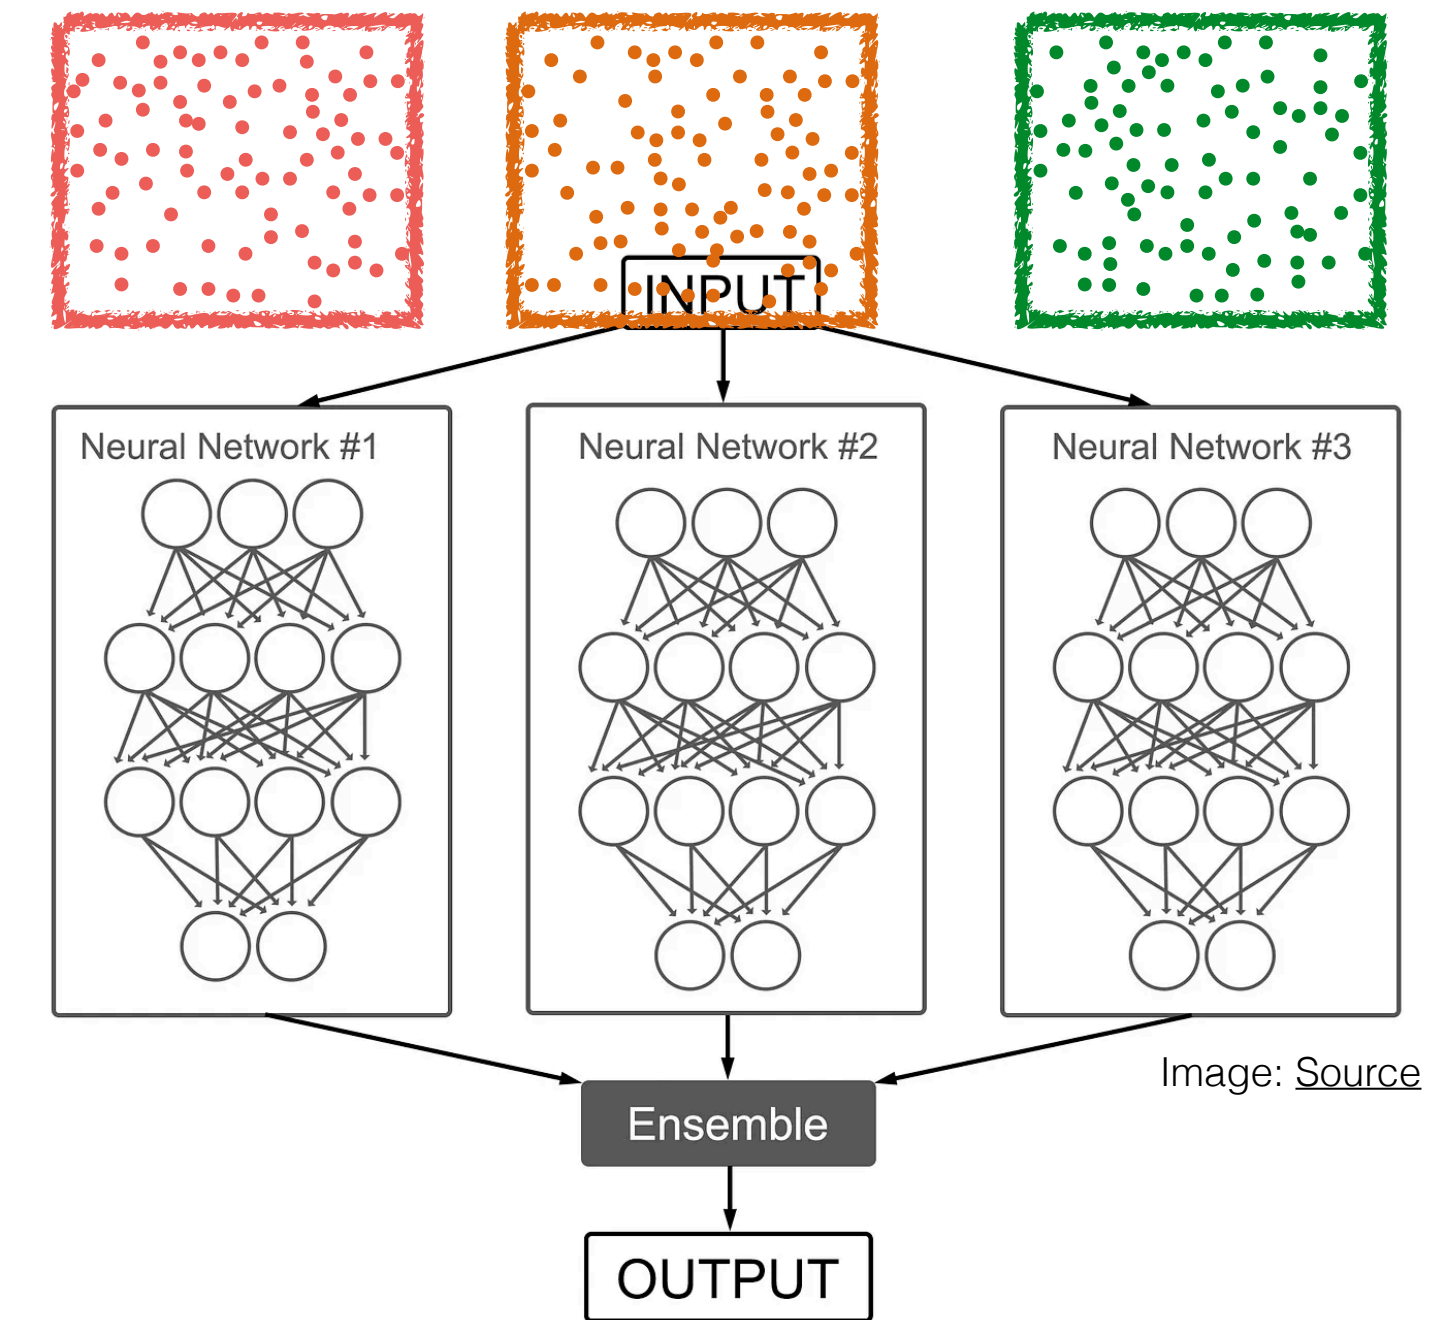 INPUT
Neural Network #1
Neural Network #2
Neural Network #3
Image: Source
Ensemble
OUTPUT